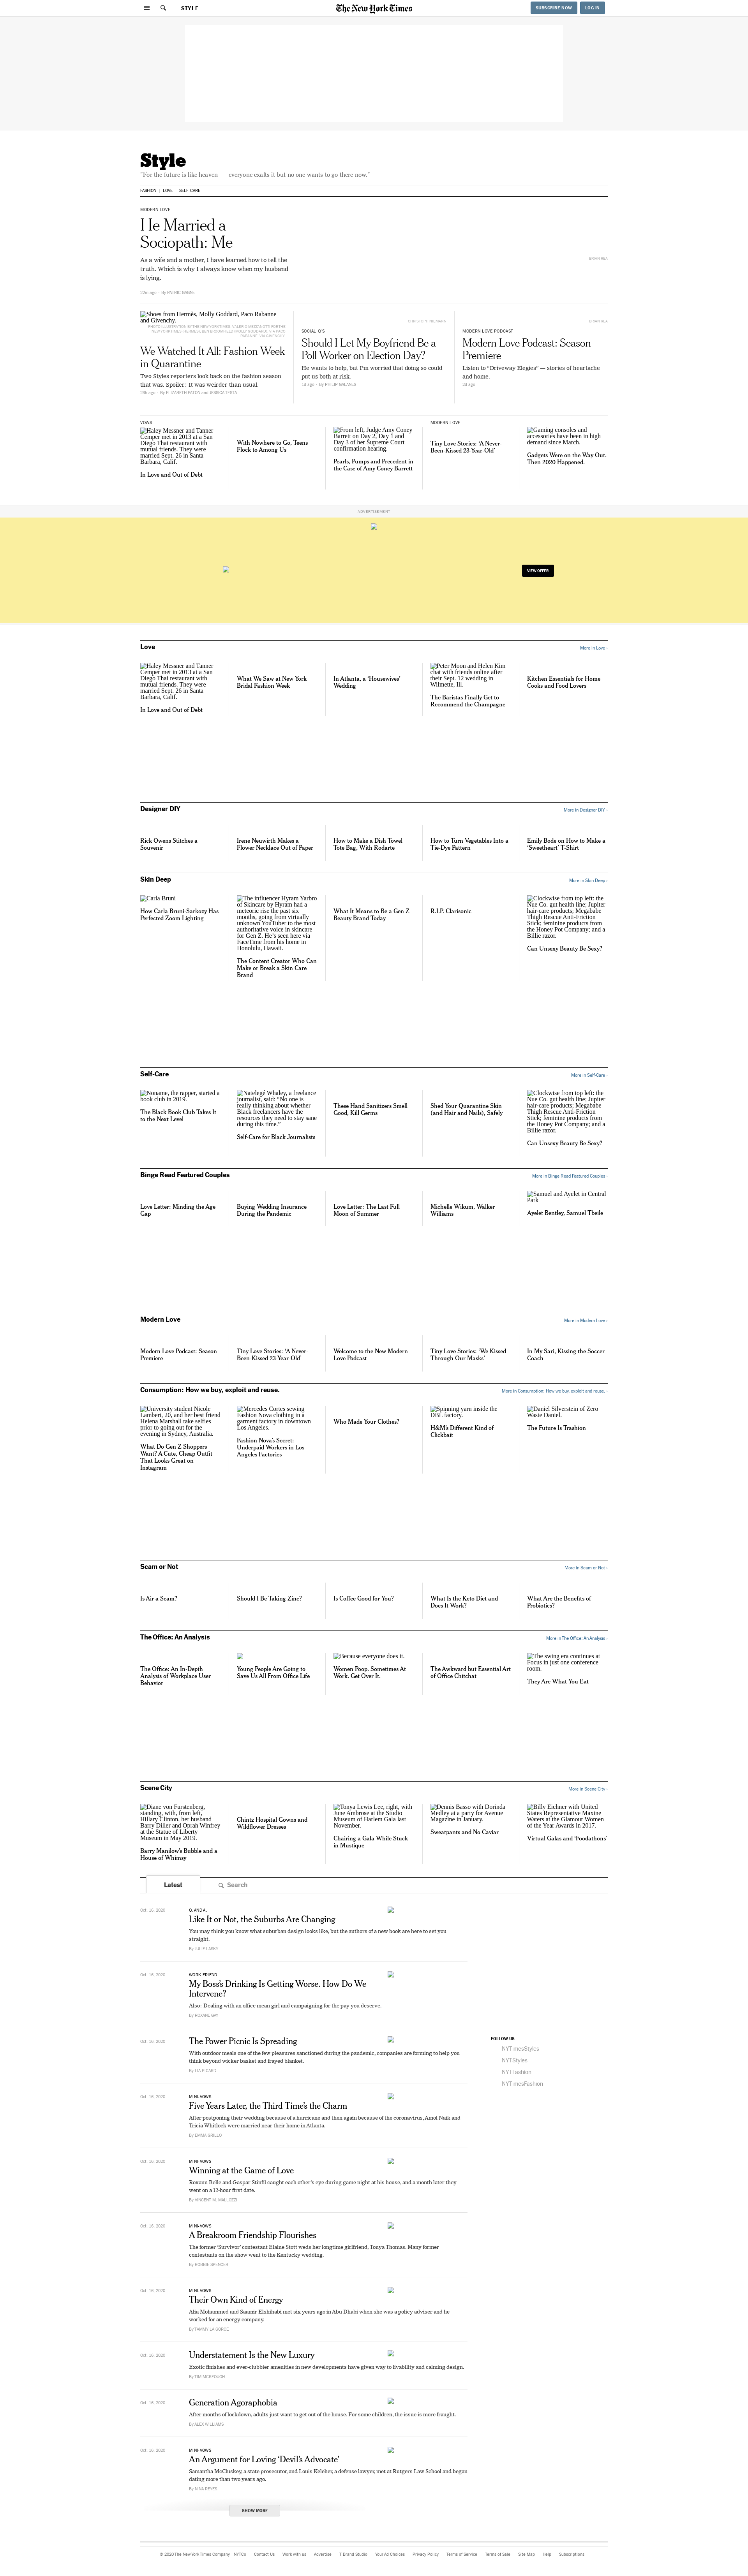 STYLE
The New York Times
SUBSCRIBE NOW
LOG IN
Style
"For the future is like heaven — everyone exalts it but no one wants to go there now."
FASHION
LOVE
SELF-CARE
MODERN LOVE
He Married a
Sociopath: Me
As a wife and a mother, I have learned how to tell the
truth. Which is why I always know when my husband
is lying.
22m ago – By PATRIC GAGNE
BRIAN REA
Shoes from Hermès, Molly Goddard, Paco Rabanne
and Givenchy.
We Watched It All: Fashion Week
in Quarantine
Two Styles reporters look back on the fashion season
that was. Spoiler: It was weirder than usual.
By ELIZABETH PATON and JESSICA TESTA
CHRISTOPH NIEMANN
SOCIAL Q'S
Should I Let My Boyfriend Be a
Poll Worker on Election Day?
He wants to help, but I'm worried that doing so could
put us both at risk.
1d ago – By PHILIP GALANES
BRIAN REA
MODERN LOVE PODCAST
Modern Love Podcast: Season
Premiere
Listen to "Driveway Elegies" — stories of heartache
and home.
2d ago
VOWS
Haley Messner and Tanner
Cemper met in 2013 at a San
Diego Thai restaurant with
mutual friends. They were
married Sept. 26 in Santa
Barbara, Calif.
In Love and Out of Debt
With Nowhere to Go, Teens
Flock to Among Us
From left, Judge Amy Coney
Barrett on Day 2, Day 1 and
Day 3 of her Supreme Court
confirmation hearing.
Pearls, Pumps and Precedent in
the Case of Amy Coney Barrett
MODERN LOVE
Tiny Love Stories: 'A Never-
Been-Kissed 23-Year-Old'
Gaming consoles and
accessories have been in high
demand since March.
Gadgets Were on the Way Out.
Then 2020 Happened.
ADVERTISEMENT
VIEW OFFER
Love
More in Love ›
Haley Messner and Tanner
Cemper met in 2013 at a San
Diego Thai restaurant with
mutual friends. They were
married Sept. 26 in Santa
Barbara, Calif.
In Love and Out of Debt
What We Saw at New York
Bridal Fashion Week
In Atlanta, a 'Housewives'
Wedding
Peter Moon and Helen Kim
chat with friends online after
their Sept. 12 wedding in
Wilmette, Ill.
The Baristas Finally Get to
Recommend the Champagne
Kitchen Essentials for Home
Cooks and Food Lovers
Designer DIY
More in Designer DIY ›
Rick Owens Stitches a
Souvenir
Irene Neuwirth Makes a
Flower Necklace Out of Paper
How to Make a Dish Towel
Tote Bag, With Rodarte
How to Turn Vegetables Into a
Tie-Dye Pattern
Emily Bode on How to Make a
'Sweetheart' T-Shirt
Skin Deep
More in Skin Deep ›
Carla Bruni
How Carla Bruni-Sarkozy Has
Perfected Zoom Lighting
The influencer Hyram Yarbro
of Skincare by Hyram had a
meteoric rise the past six
months, going from virtually
unknown YouTube to the most
authoritative voice in skincare
for Gen Z. He's seen here via
FaceTime from his home in
Honolulu, Hawaii.
The Content Creator Who Can
Make or Break a Skin Care
Brand
What It Means to Be a Gen Z
Beauty Brand Today
R.I.P. Clarisonic
Clockwise from top left: the
Nue Co. gut health line; Jupiter
hair-care products; Megababe
Thigh Rescue Anti-Friction
Stick; feminine products from
the Honey Pot Company; and a
Billie razor.
Can Unsexy Beauty Be Sexy?
Self-Care
More in Self-Care ›
Noname, the rapper, started a
book club in 2019.
The Black Book Club Takes It
to the Next Level
Natelegé Whaley, a freelance
journalist, said: "No one is
really thinking about whether
Black freelancers have the
resources they need to stay sane
during this time."
Self-Care for Black Journalists
These Hand Sanitizers Smell
Good, Kill Germs
Shed Your Quarantine Skin
(and Hair and Nails), Safely
Clockwise from top left: the
Nue Co. gut health line; Jupiter
hair-care products; Megababe
Thigh Rescue Anti-Friction
Stick; feminine products from
the Honey Pot Company; and a
Billie razor.
Can Unsexy Beauty Be Sexy?
Binge Read Featured Couples
More in Binge Read Featured Couples ›
Love Letter: Minding the Age
Gap
Buying Wedding Insurance
During the Pandemic
Love Letter: The Last Full
Moon of Summer
Michelle Wikum, Walker
Williams
Samuel and Ayelet in Central
Park
Ayelet Bentley, Samuel Theile
Modern Love
More in Modern Love ›
Modern Love Podcast: Season
Premiere
Tiny Love Stories: 'A Never-
Been-Kissed 23-Year-Old'
Welcome to the New Modern
Love Podcast
Tiny Love Stories: 'We Kissed
Through Our Masks'
In My Sari, Kissing the Soccer
Coach
Consumption: How we buy, exploit and reuse.
More in Consumption: How we buy, exploit and reuse. ›
University student Nicole
Lambert, 20, and her best friend
Helena Marshall take selfies
prior to going out for the
evening in Sydney, Australia.
What Do Gen Z Shoppers
Want? A Cute, Cheap Outfit
That Looks Great on
Instagram
Mercedes Cortes sewing
Fashion Nova clothing in a
garment factory in downtown
Los Angeles.
Fashion Nova's Secret:
Underpaid Workers in Los
Angeles Factories
Who Made Your Clothes?
Spinning yarn inside the
DBL factory.
H&M's Different Kind of
Clickbait
Daniel Silverstein of Zero
Waste Daniel.
The Future Is Trashion
Scam or Not
More in Scam or Not ›
Is Air a Scam?
Should I Be Taking Zinc?
Is Coffee Good for You?
What Is the Keto Diet and
Does It Work?
What Are the Benefits of
Probiotics?
The Office: An Analysis
More in The Office: An Analysis ›
The Office: An In-Depth
Analysis of Workplace User
Behavior
Young People Are Going to
Save Us All From Office Life
Because everyone does it.
Women Poop. Sometimes At
Work. Get Over It.
The Awkward but Essential Art
of Office Chitchat
The swing era continues at
Focus in just one conference
room.
They Are What You Eat
Scene City
More in Scene City ›
Diane von Furstenberg,
standing, with, from left,
Hillary Clinton, her husband
Barry Diller and Oprah Winfrey
at the Statue of Liberty
Museum in May 2019.
Barry Manilow's Bubble and a
House of Whimsy
Chintz Hospital Gowns and
Wildflower Dresses
Tonya Lewis Lee, right, with
June Ambrose at the Studio
Museum of Harlem Gala last
November.
Chairing a Gala While Stuck
in Mustique
Dennis Basso with Dorinda
Medley at a party for Avenue
Magazine in January.
Sweatpants and No Caviar
Billy Eichner with United
States Representative Maxine
Waters at the Glamour Women
of the Year Awards in 2017.
Virtual Galas and 'Foodathons'
Latest
Search
Oct. 16, 2020
Q. AND A.
Like It or Not, the Suburbs Are Changing
You may think you know what suburban design looks like, but the authors of a new book are here to set you
straight.
By JULIE LASKY
Oct. 16, 2020
WORK FRIEND
My Boss's Drinking Is Getting Worse. How Do We
Intervene?
Also: Dealing with an office mean girl and campaigning for the pay you deserve.
By ROXANE GAY
Oct. 16, 2020
The Power Picnic Is Spreading
With outdoor meals one of the few pleasures sanctioned during the pandemic, companies are forming to help you
think beyond wicker basket and frayed blanket.
By LIA PICARD
Oct. 16, 2020
MINI-VOWS
Five Years Later, the Third Time's the Charm
After postponing their wedding because of a hurricane and then again because of the coronavirus, Amol Naik and
Tricia Whitlock were married near their home in Atlanta.
By EMMA GRILLO
Oct. 16, 2020
MINI-VOWS
Winning at the Game of Love
Roxann Belle and Gaspar Stinfil caught each other's eye during game night at his house, and a month later they
went on a 12-hour first date.
By VINCENT M. MALLOZZI
Oct. 16, 2020
MINI-VOWS
A Breakroom Friendship Flourishes
The former 'Survivor' contestant Elaine Stott weds her longtime girlfriend, Tonya Thomas. Many former
contestants on the show went to the Kentucky wedding.
By ROBBIE SPENCER
Oct. 16, 2020
MINI-VOWS
Their Own Kind of Energy
Alia Mohammed and Saamir Elshihabi met six years ago in Abu Dhabi when she was a policy adviser and he
worked for an energy company.
By TAMMY LA GORCE
Oct. 16, 2020
Understatement Is the New Luxury
Exotic finishes and ever-clubbier amenities in new developments have given way to livability and calming design.
By TIM MCKEOUGH
Oct. 16, 2020
Generation Agoraphobia
After months of lockdown, adults just want to get out of the house. For some children, the issue is more fraught.
By ALEX WILLIAMS
Oct. 16, 2020
MINI-VOWS
An Argument for Loving 'Devil's Advocate'
Samantha McCluskey, a state prosecutor, and Louis Keleher, a defense lawyer, met at Rutgers Law School and began
dating more than two years ago.
By NINA REYES
SHOW MORE
FOLLOW US
NYTimesStyles
NYTStyles
NYTFashion
NYTimesFashion
© 2020 The New York Times Company
NYTCo
Contact Us
Work with us
Advertise
T Brand Studio
Your Ad Choices
Privacy Policy
Terms of Service
Terms of Sale
Site Map
Help
Subscriptions